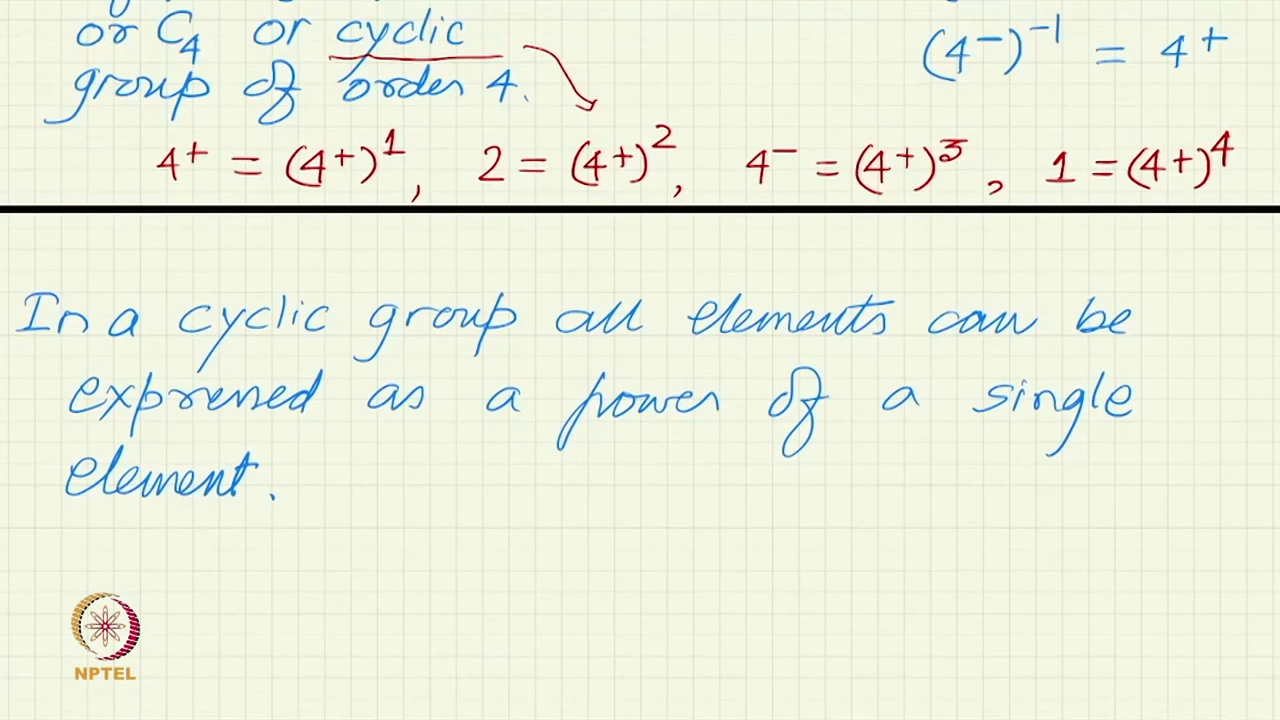 or C₄ or cyclic
group of order 4.
(4⁻)⁻¹ = 4⁺
4⁺ = (4⁺)¹, 2 = (4⁺)², 4⁻ = (4⁺)³, 1 = (4⁺)⁴
In a cyclic group all elements can be
expressed as a power of a single
element.
NPTEL